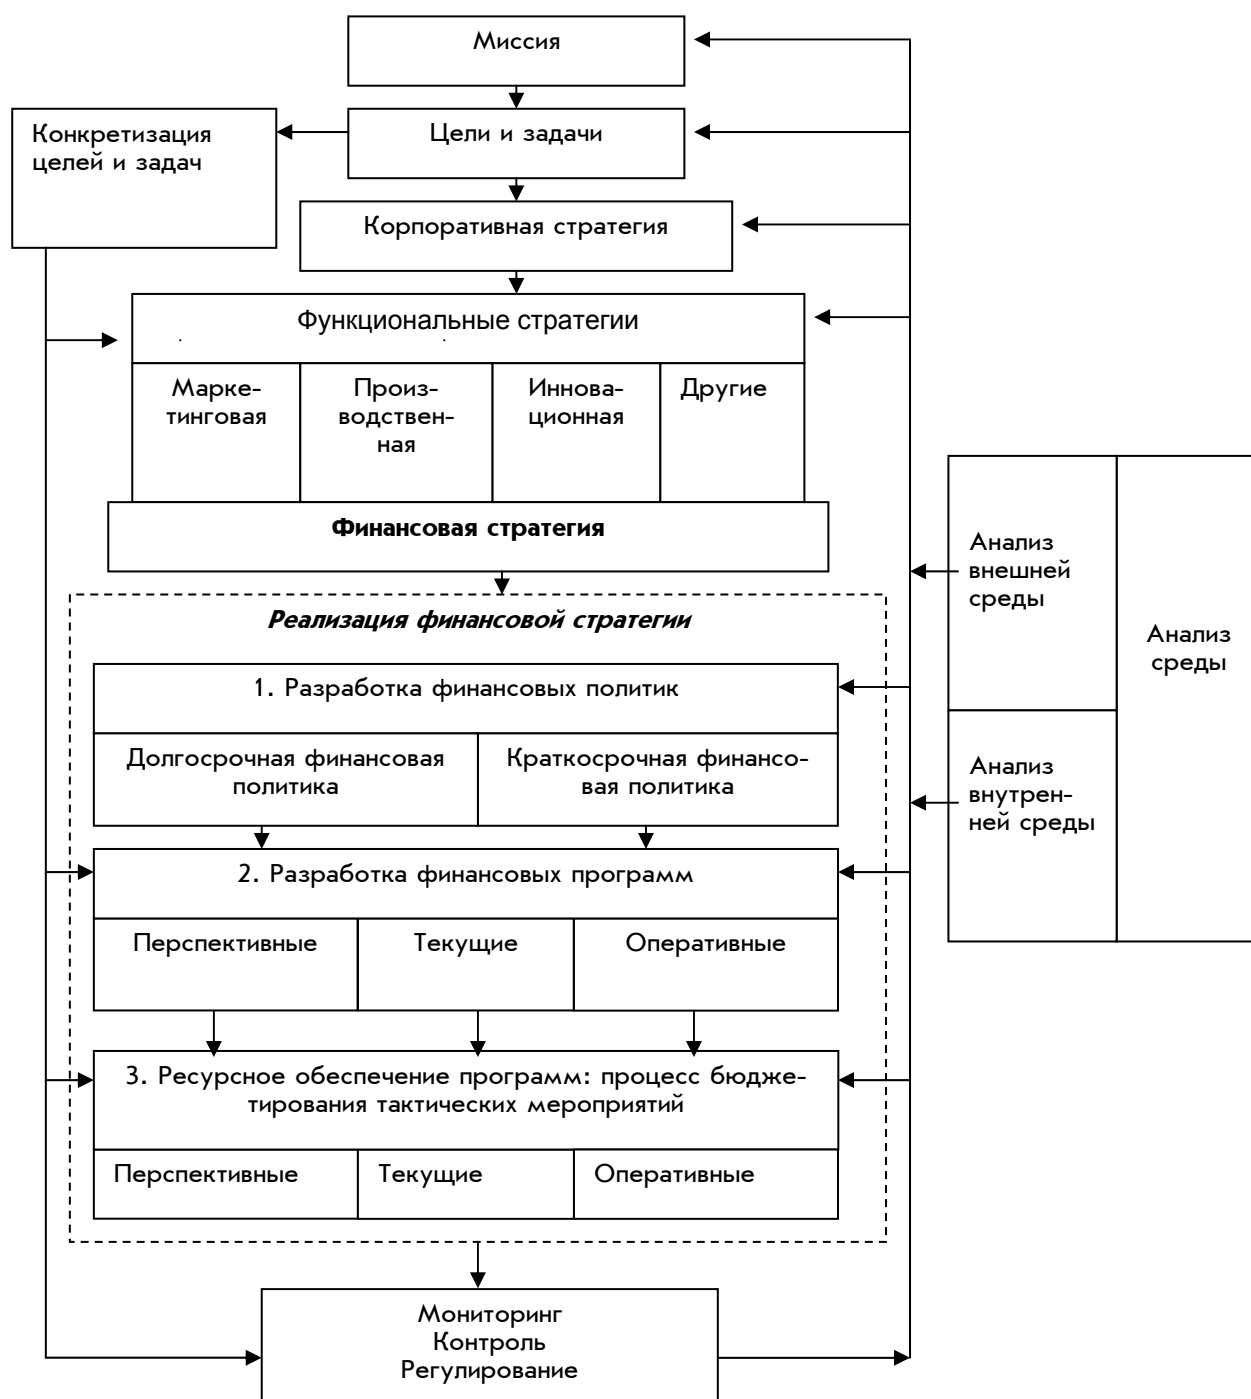 Миссия
Конкретизация
целей и задач
Цели и задачи
Корпоративная стратегия
Функциональные стратегии
Марке-
тинговая
Произ-
водствен-
ная
Иннова-
ционная
Другие
Финансовая стратегия
Реализация финансовой стратегии
1. Разработка финансовых политик
Долгосрочная финансовая
политика
Краткосрочная финансо-
вая политика
2. Разработка финансовых программ
Перспективные
Текущие
Оперативные
3. Ресурсное обеспечение программ: процесс бюдже-
тирования тактических мероприятий
Перспективные
Текущие
Оперативные
Мониторинг
Контроль
Регулирование
Анализ
внешней
среды
Анализ
внутрен-
ней среды
Анализ
среды